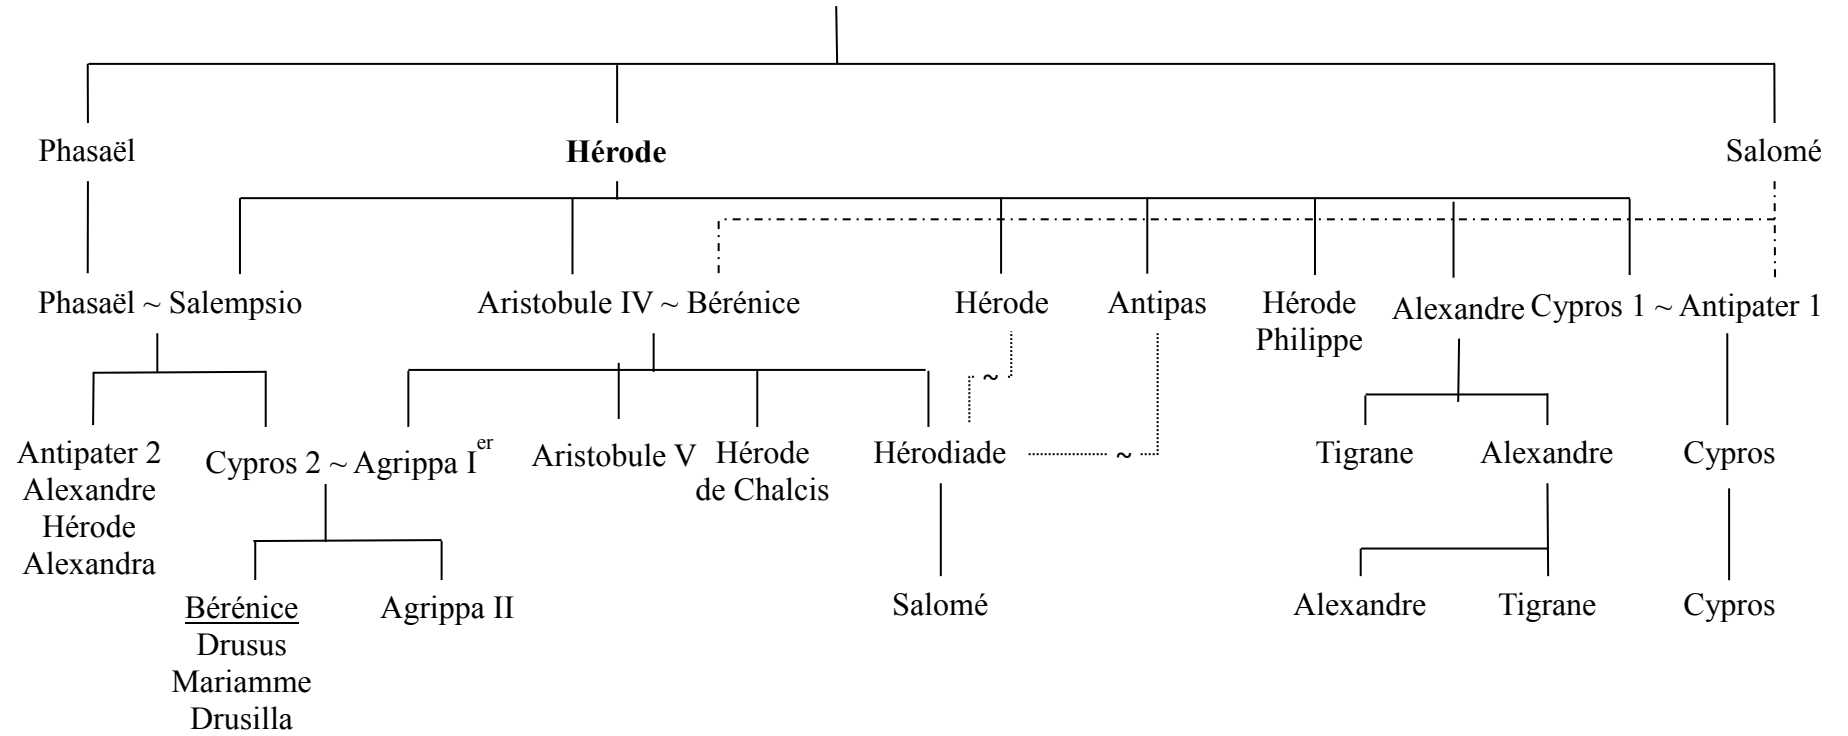 Phasaël
Hérode
Salomé
Phasaël ~ Salempsio
Aristobule IV ~ Bérénice
Hérode
Antipas
Hérode
Philippe
Alexandre
Cypros 1 ~ Antipater 1
~
Antipater 2
Alexandre
Hérode
Alexandra
Cypros 2 ~ Agrippa Ier
Aristobule V
Hérode
de Chalcis
Hérodiade
~
Tigrane
Alexandre
Cypros
Bérénice
Drusus
Mariamme
Drusilla
Agrippa II
Salomé
Alexandre
Tigrane
Cypros